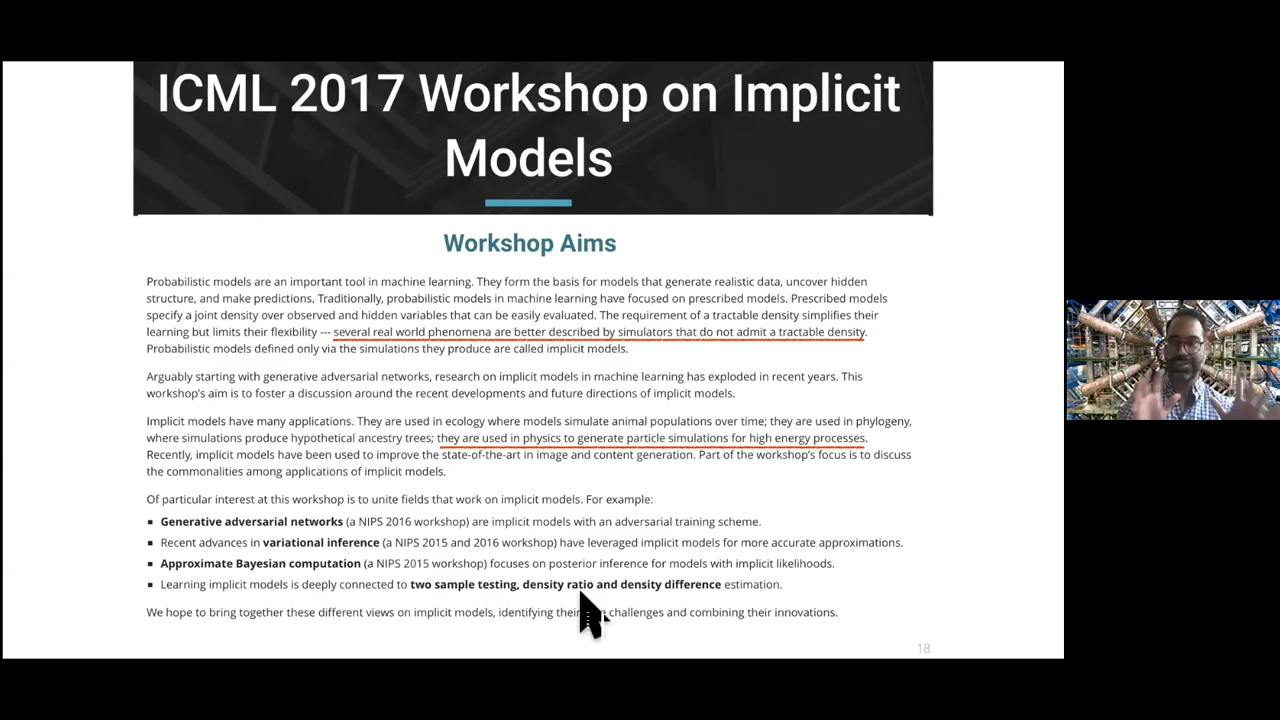 ICML 2017 Workshop on Implicit
Models
Workshop Aims
Probabilistic models are an important tool in machine learning. They form the basis for models that generate realistic data, uncover hidden
structure, and make predictions. Traditionally, probabilistic models in machine learning have focused on prescribed models. Prescribed models
specify a joint density over observed and hidden variables that can be easily evaluated. The requirement of a tractable density simplifies their
learning but limits their flexibility --- several real world phenomena are better described by simulators that do not admit a tractable density.
Probabilistic models defined only via the simulations they produce are called implicit models.
Arguably starting with generative adversarial networks, research on implicit models in machine learning has exploded in recent years. This
workshop's aim is to foster a discussion around the recent developments and future directions of implicit models.
Implicit models have many applications. They are used in ecology where models simulate animal populations over time; they are used in phylogeny,
where simulations produce hypothetical ancestry trees; they are used in physics to generate particle simulations for high energy processes.
Recently, implicit models have been used to improve the state-of-the-art in image and content generation. Part of the workshop's focus is to discuss
the commonalities among applications of implicit models.
Of particular interest at this workshop is to unite fields that work on implicit models. For example:
▪ Generative adversarial networks (a NIPS 2016 workshop) are implicit models with an adversarial training scheme.
▪ Recent advances in variational inference (a NIPS 2015 and 2016 workshop) have leveraged implicit models for more accurate approximations.
▪ Approximate Bayesian computation (a NIPS 2015 workshop) focuses on posterior inference for models with implicit likelihoods.
▪ Learning implicit models is deeply connected to two sample testing, density ratio and density difference estimation.
We hope to bring together these different views on implicit models, identifying their challenges and combining their innovations.
18